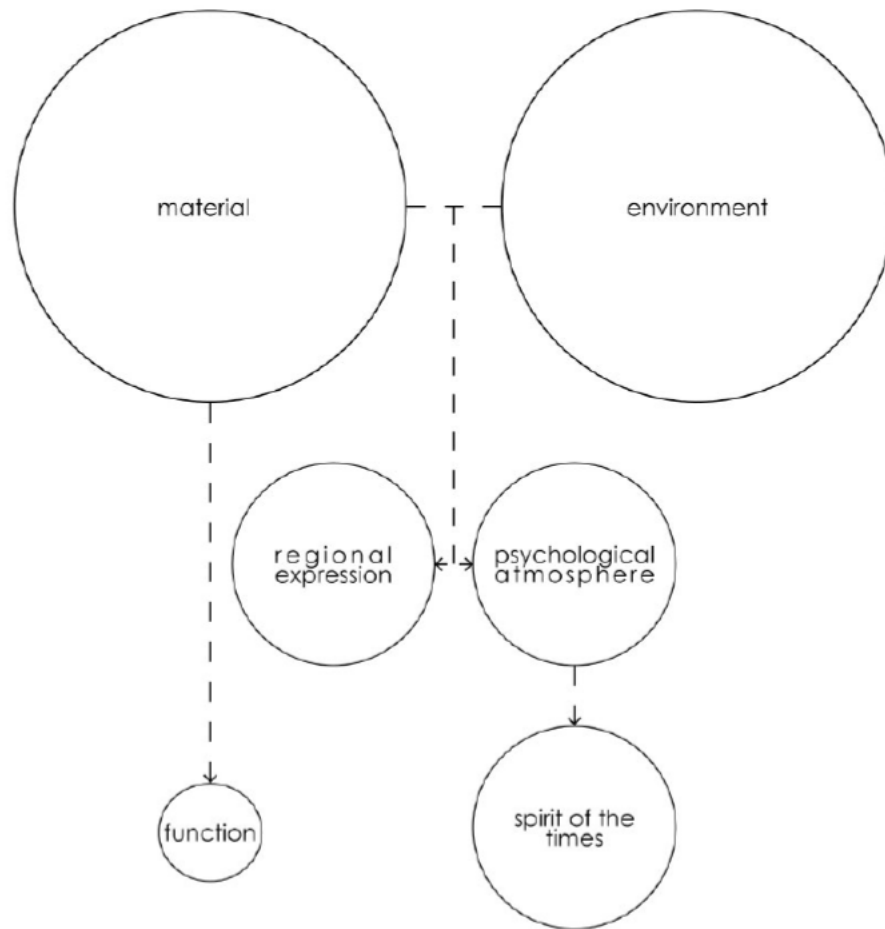 material
environment
regional
expression
psychological
atmosphere
function
spirit of the
times